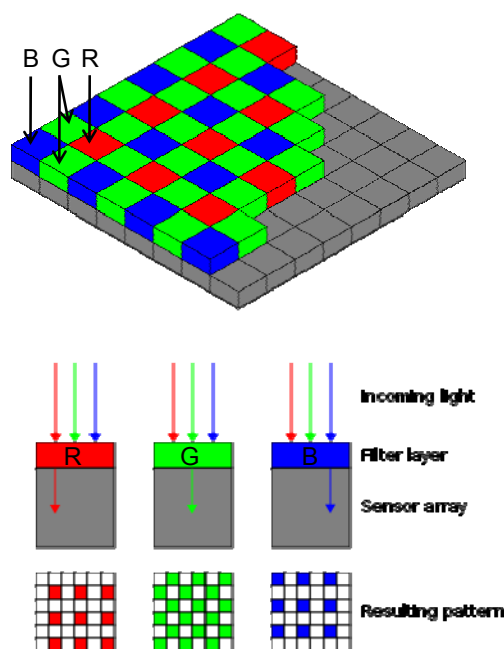 B G R
Incoming light
R G B Filter layer
Sensor array
Resulting pattern